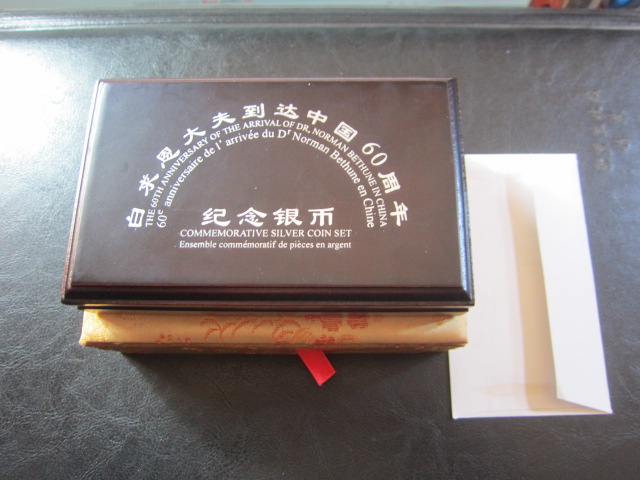 白求恩大夫到达中国60周年
THE 60TH ANNIVERSARY OF THE ARRIVAL OF DR. NORMAN BETHUNE IN CHINA
60e anniversaire de l'arrivée du Dr Norman Bethune en Chine
纪念银币
COMMEMORATIVE SILVER COIN SET
Ensemble commémoratif de pièces en argent